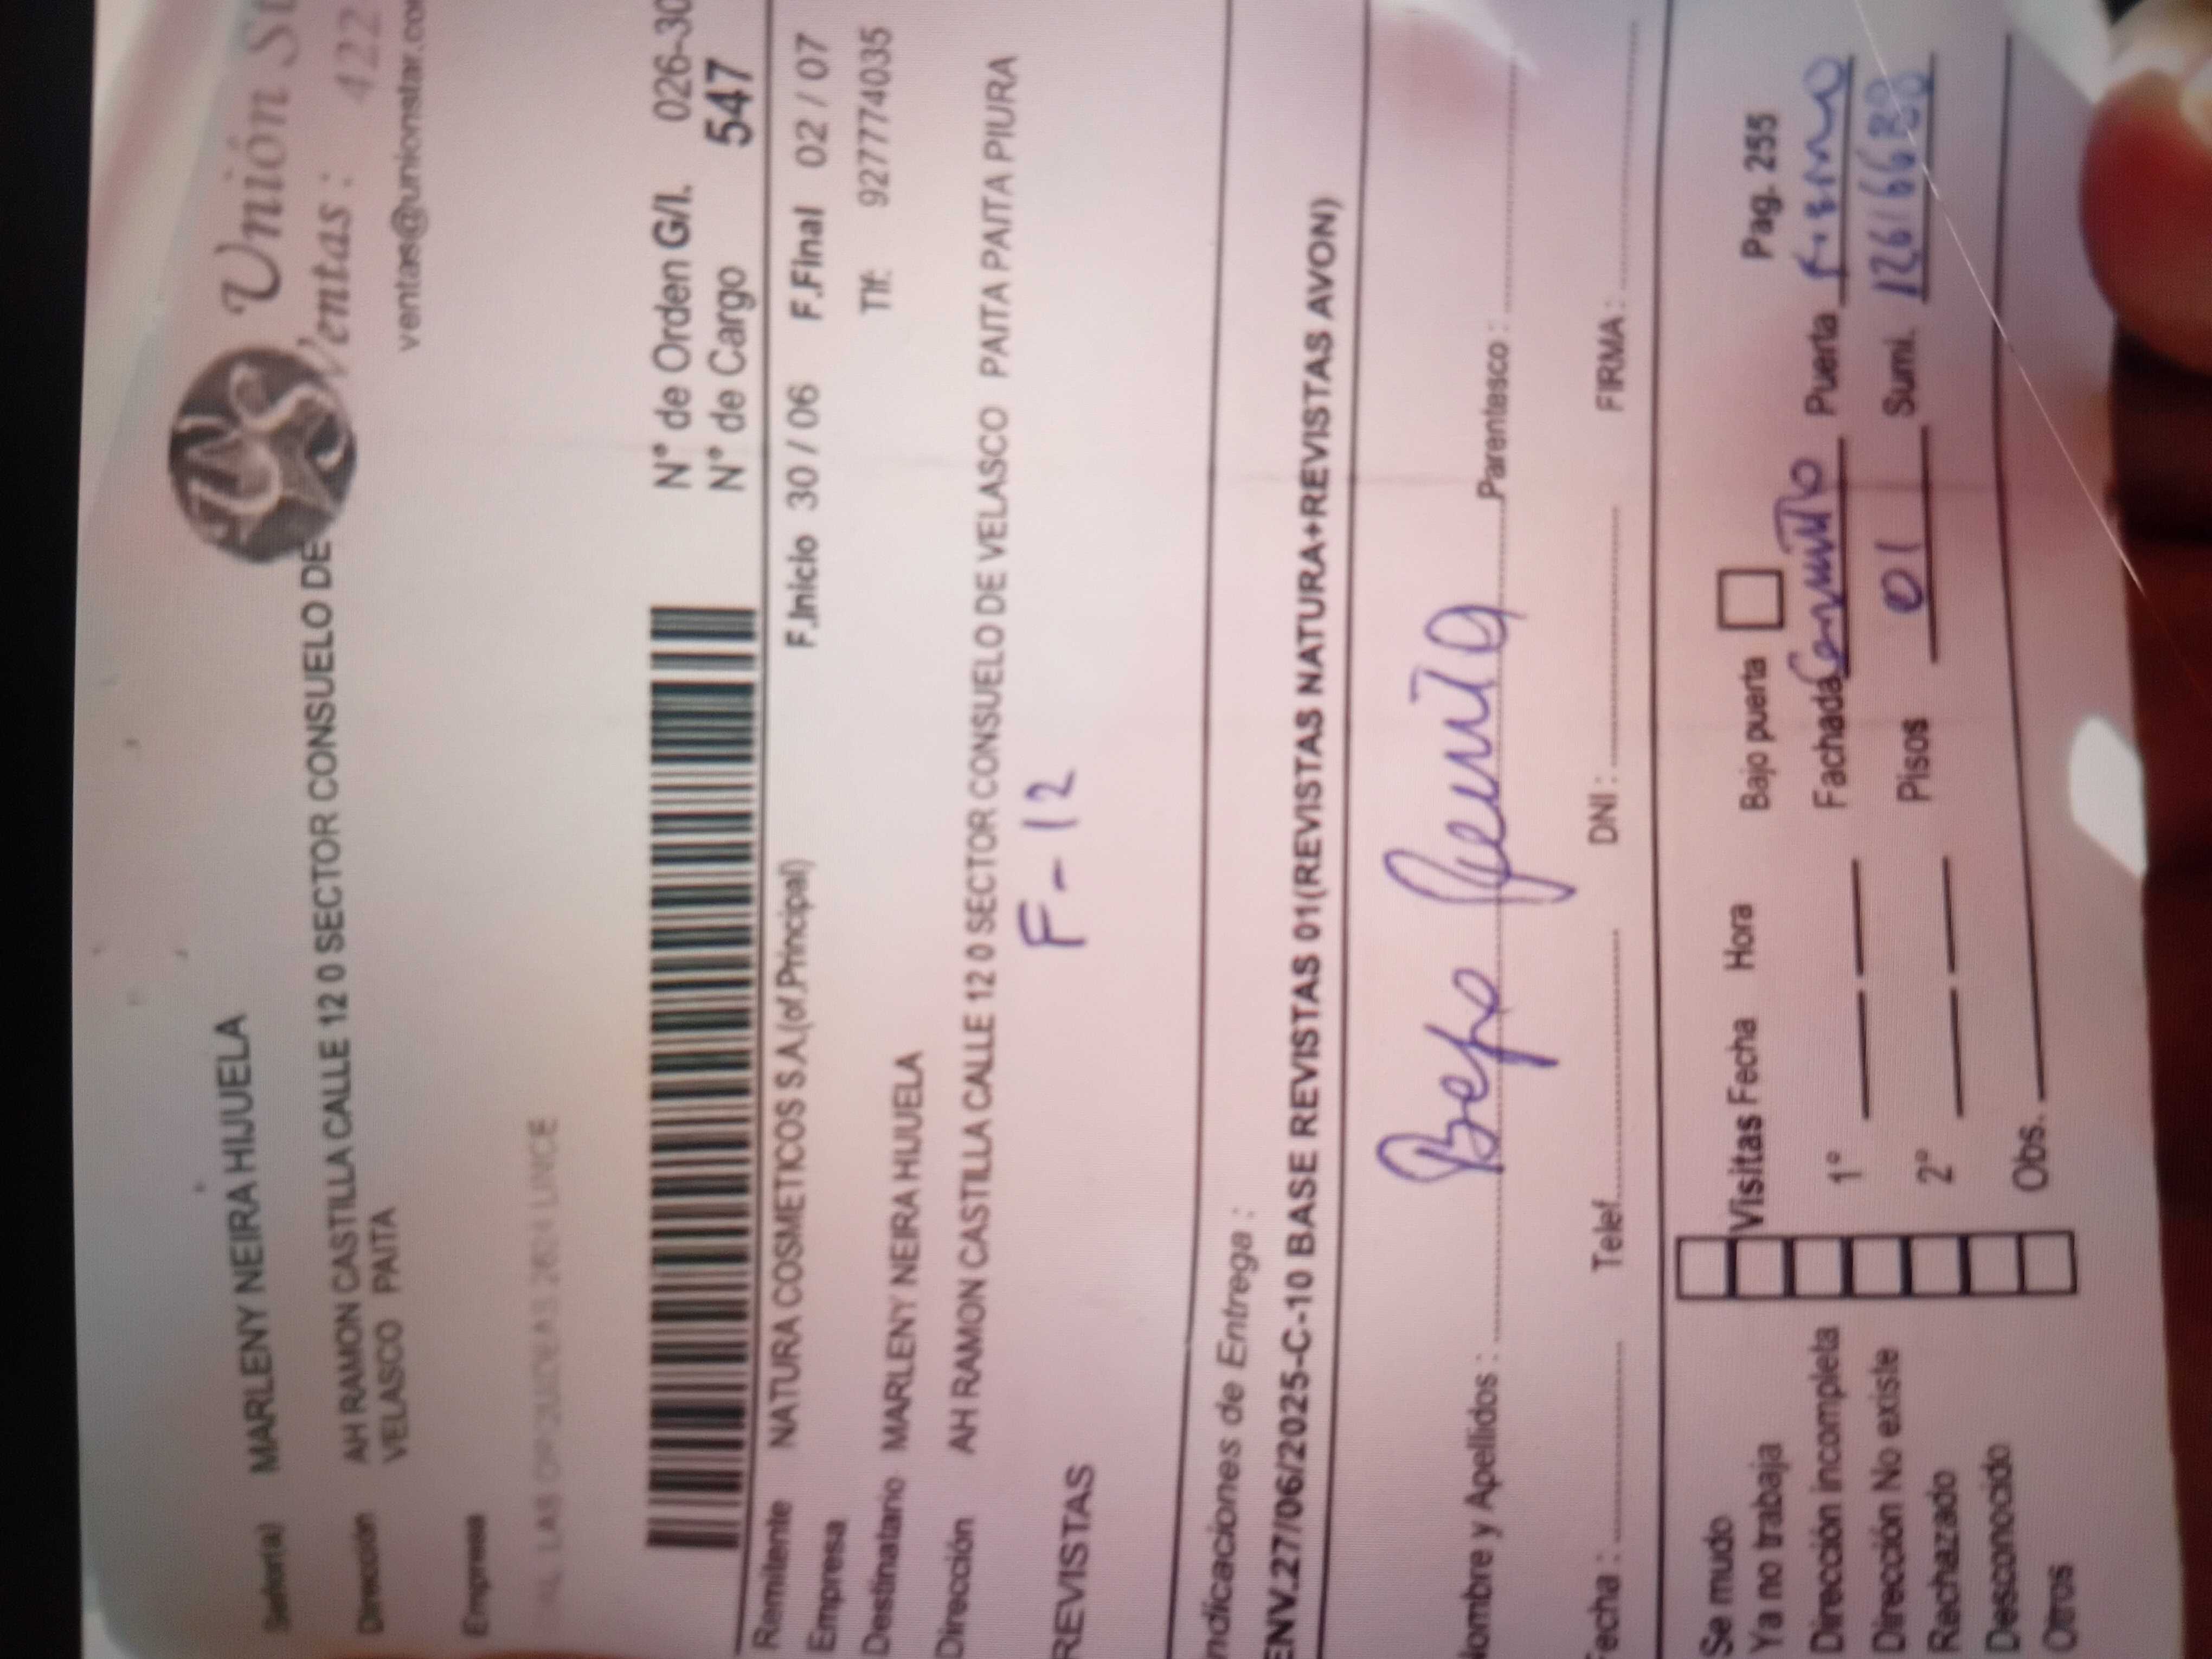 Unión
Ventas : 422
ventas@unionstar.co
Señor(a) MARLENY NEIRA HIJUELA
Dirección AH RAMON CASTILLA CALLE 12 0 SECTOR CONSUELO DE
VELASCO PAITA
Empresa
N° de Orden G/I. 026-30
N° de Cargo 547
Remitente NATURA COSMETICOS S.A.(of.Principal) F.Inicio 30 / 06 F.Final 02 / 07
Empresa
Destinatario MARLENY NEIRA HIJUELA Tlf: 927774035
Dirección AH RAMON CASTILLA CALLE 12 0 SECTOR CONSUELO DE VELASCO PAITA PAITA PIURA
F-12
REVISTAS
Indicaciones de Entrega :
ENV.27/06/2025-C-10 BASE REVISTAS 01(REVISTAS NATURA+REVISTAS AVON)
Bajo
Nombre y Apellidos : Parentesco :
Fecha : Telef. DNI : FIRMA :
Se mudo
Ya no trabaja Visitas Fecha Hora Bajo puerta Pag. 255
Dirección incompleta 1° Fachada Puerta
Dirección No existe
Rechazado 2° Pisos 01 Sumi.
Desconocido
Otros Obs.